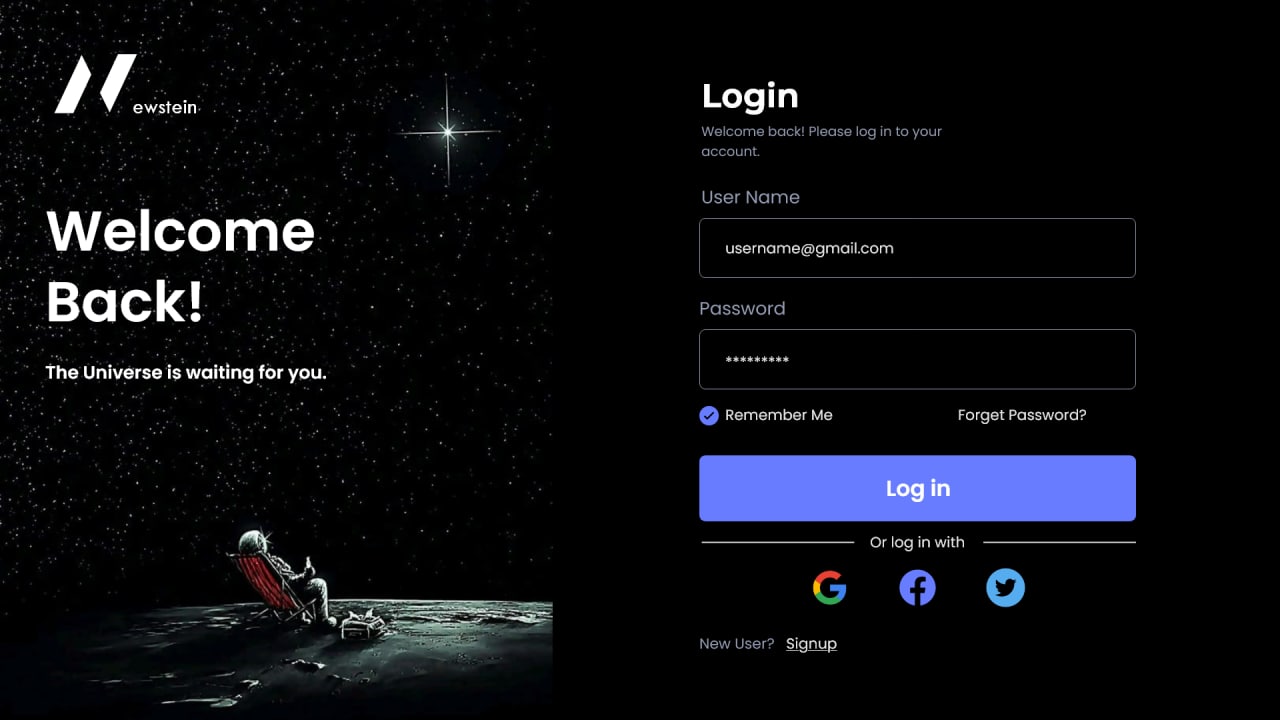 Newstein
Welcome
Back!
The Universe is waiting for you.
Login
Welcome back! Please log in to your
account.
User Name
username@gmail.com
Password
*********
Remember Me
Forget Password?
Log in
Or log in with
New User? Signup